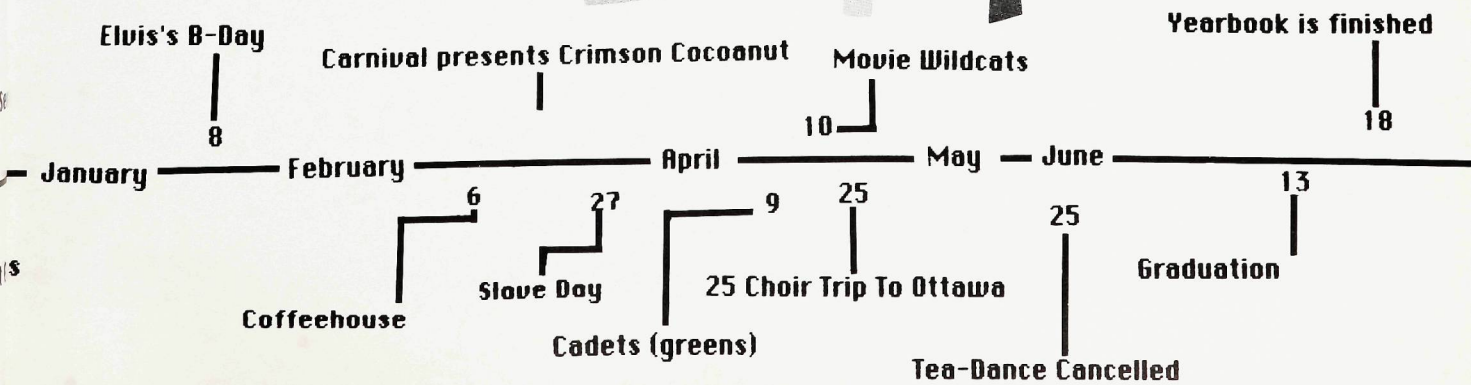 Elvis's B-Day
Carnival presents Crimson Cocoanut
Movie Wildcats
Yearbook is finished
8
10
18
January
February
April
May
June
6
27
9
25
25
13
Coffeehouse
Slave Day
Cadets (greens)
25 Choir Trip To Ottawa
Tea-Dance Cancelled
Graduation